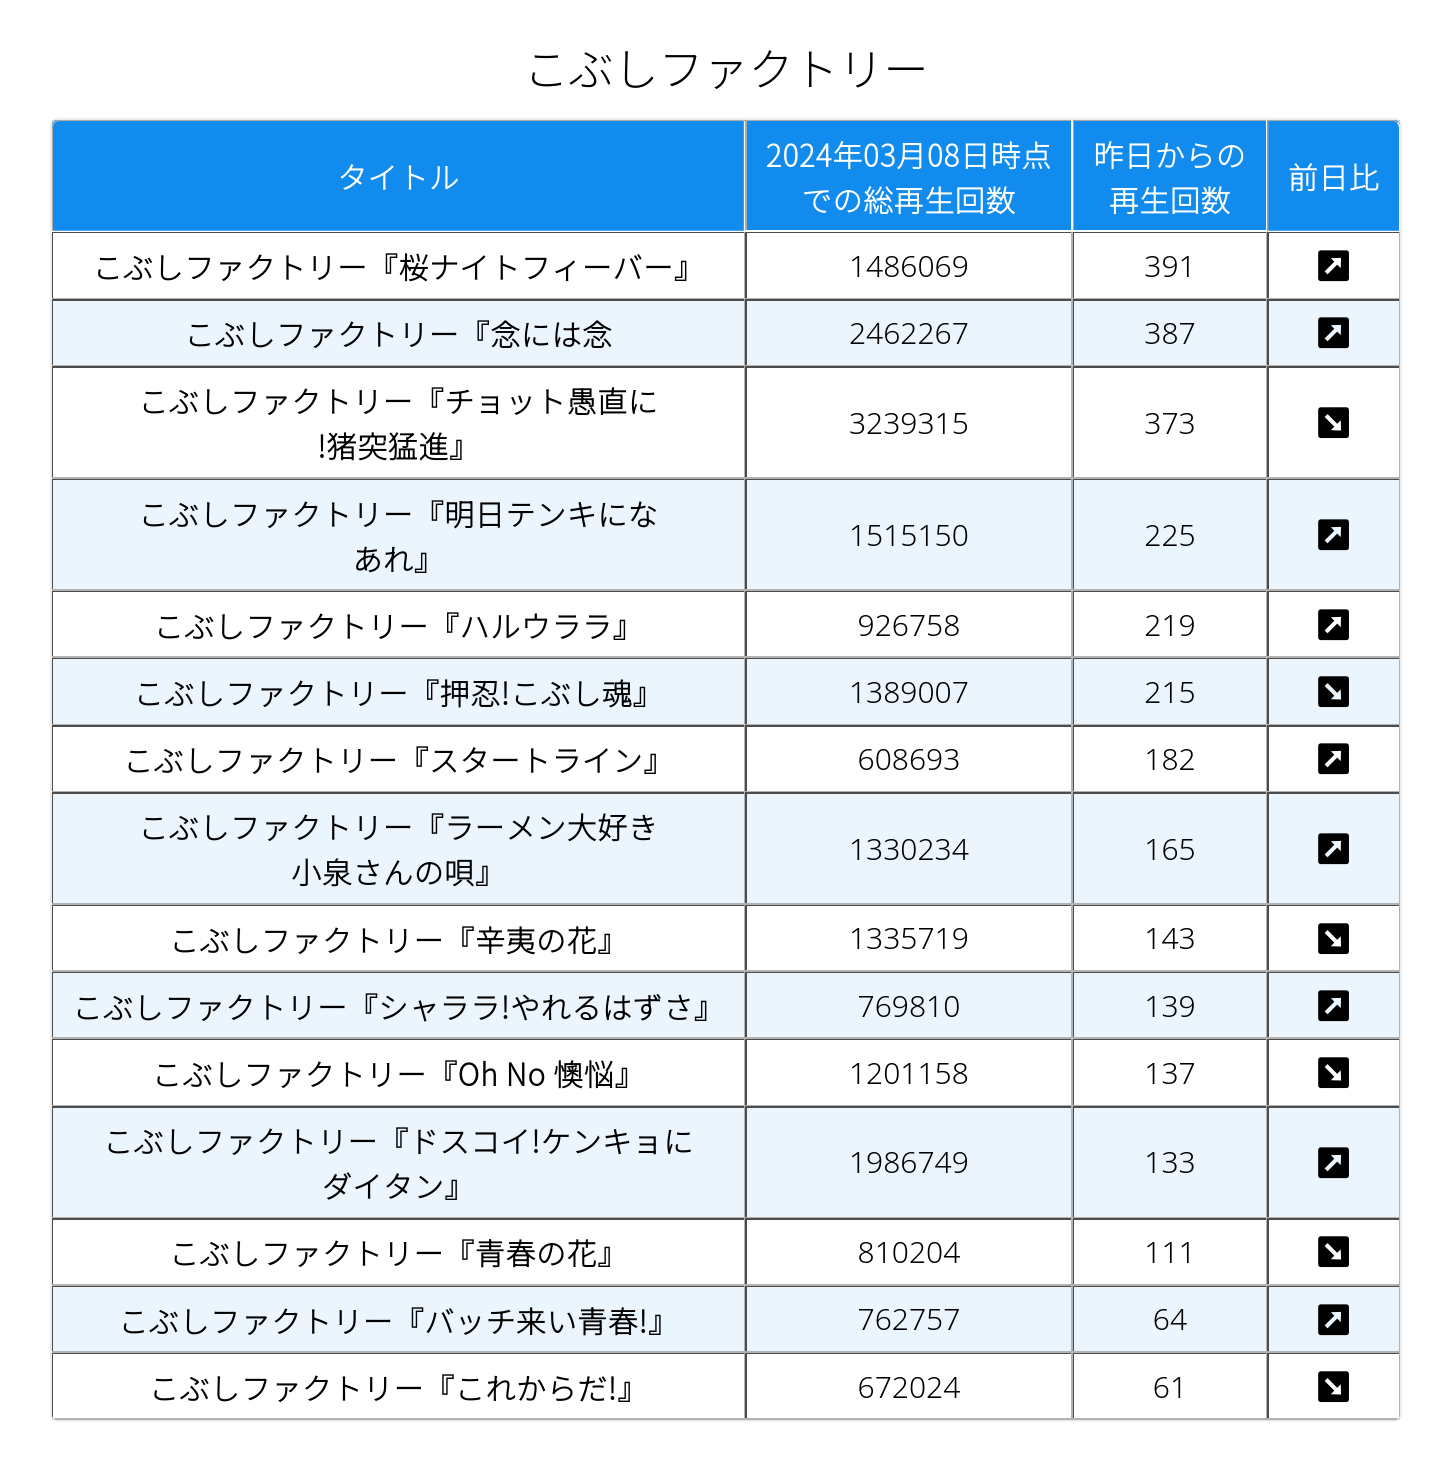 こぶしファクトリー
タイトル
2024年03月08日時点
での総再生回数
昨日からの
再生回数
前日比
こぶしファクトリー『桜ナイトフィーバー』
1486069
391
こぶしファクトリー『念には念
2462267
387
こぶしファクトリー『チョット愚直に
!猪突猛進』
3239315
373
こぶしファクトリー『明日テンキにな
あれ』
1515150
225
こぶしファクトリー『ハルウララ』
926758
219
こぶしファクトリー『押忍!こぶし魂』
1389007
215
こぶしファクトリー『スタートライン』
608693
182
こぶしファクトリー『ラーメン大好き
小泉さんの唄』
1330234
165
こぶしファクトリー『辛夷の花』
1335719
143
こぶしファクトリー『シャララ!やれるはずさ』
769810
139
こぶしファクトリー『Oh No 懊悩』
1201158
137
こぶしファクトリー『ドスコイ!ケンキョに
ダイタン』
1986749
133
こぶしファクトリー『青春の花』
810204
111
こぶしファクトリー『バッチ来い青春!』
762757
64
こぶしファクトリー『これからだ!』
672024
61